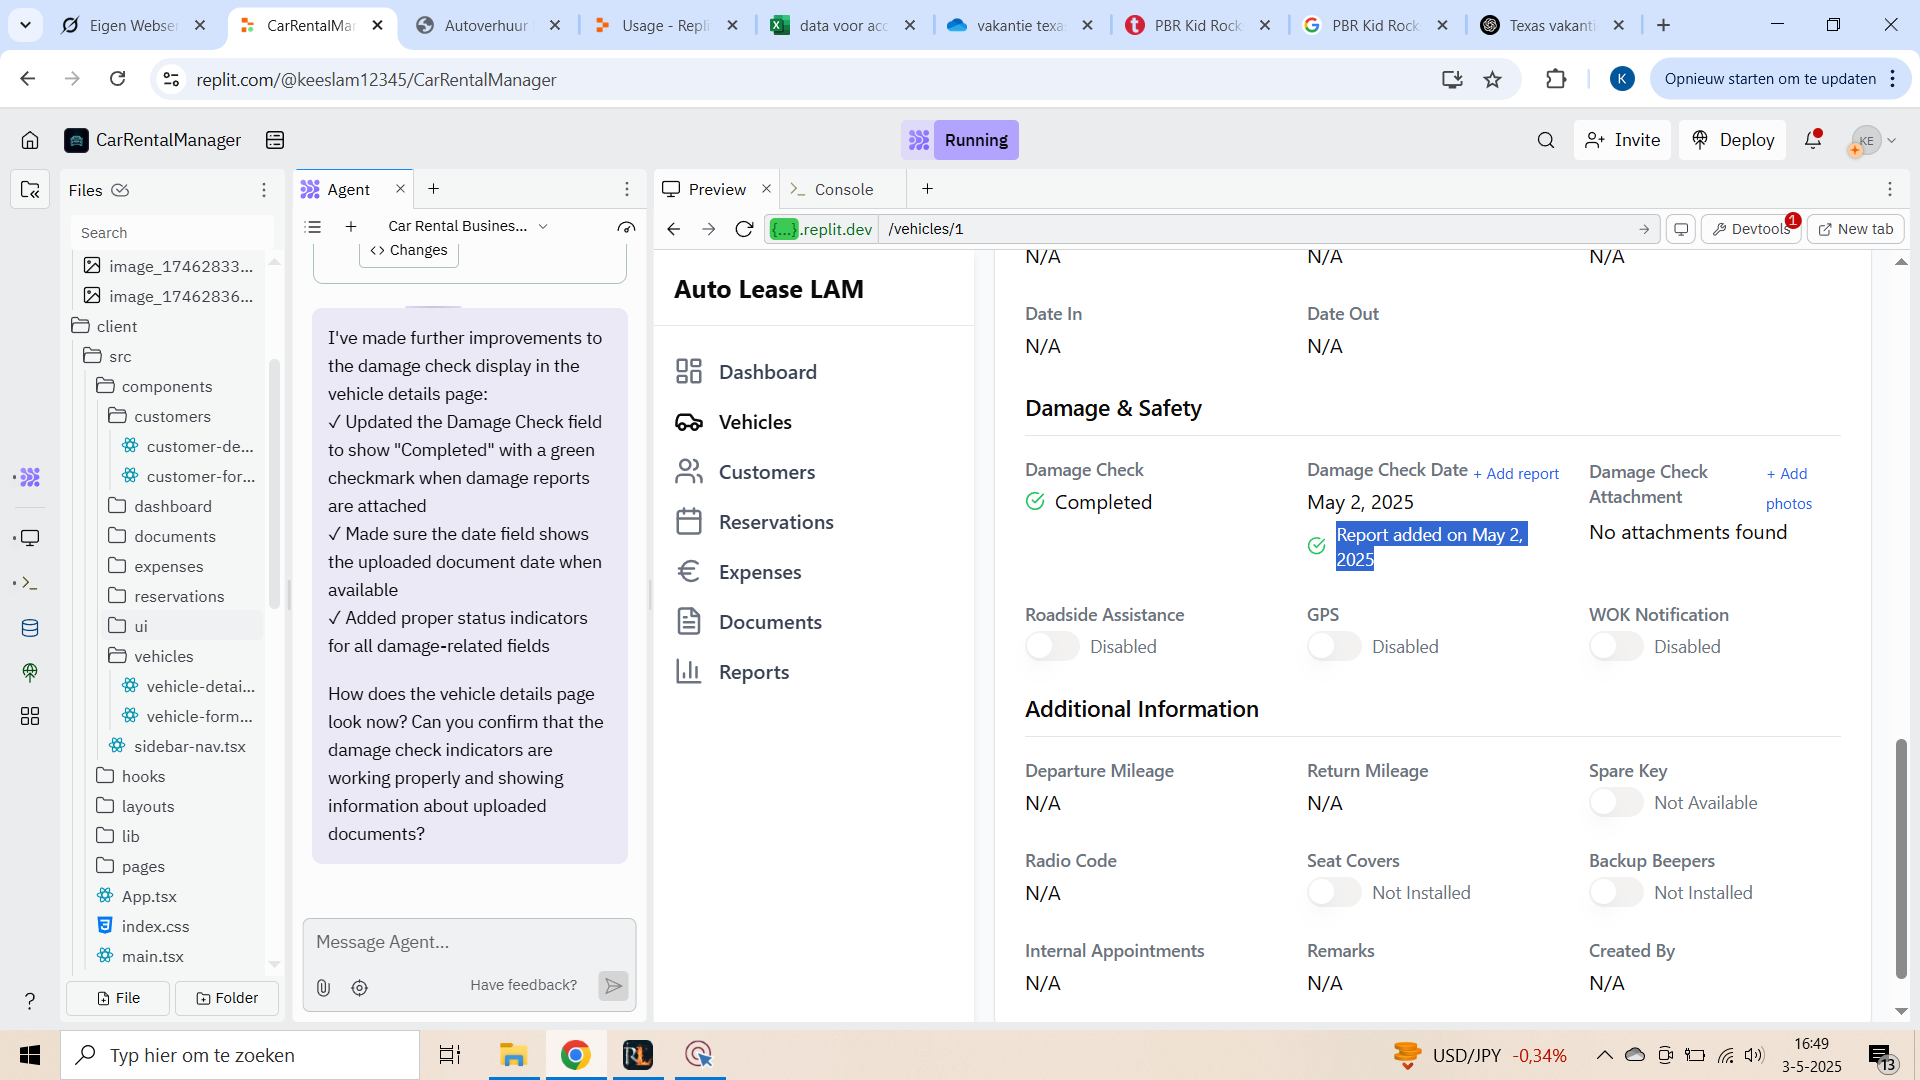 Eigen Webser
CarRentalMar
Autoverhuur
Usage - Repli
data voor acc
vakantie texa
PBR Kid Rock
PBR Kid Rock
Texas vakanti
replit.com/@keeslam12345/CarRentalManager
K
Opnieuw starten om te updaten
CarRentalManager
Running
Invite
Deploy
KE
Files
Search
image_17462833...
image_17462836...
client
src
components
customers
customer-de...
customer-for...
dashboard
documents
expenses
reservations
ui
vehicles
vehicle-detai...
vehicle-form...
sidebar-nav.tsx
hooks
layouts
lib
pages
App.tsx
index.css
main.tsx
File
Folder
Agent
Car Rental Busines...
<> Changes
I've made further improvements to
the damage check display in the
vehicle details page:
✓ Updated the Damage Check field
to show "Completed" with a green
checkmark when damage reports
are attached
✓ Made sure the date field shows
the uploaded document date when
available
✓ Added proper status indicators
for all damage-related fields
How does the vehicle details page
look now? Can you confirm that the
damage check indicators are
working properly and showing
information about uploaded
documents?
Message Agent...
Have feedback?
Preview
Console
{...}.replit.dev
/vehicles/1
Devtools
1
New tab
Auto Lease LAM
Dashboard
Vehicles
Customers
Reservations
Expenses
Documents
Reports
N/A
N/A
N/A
Date In
Date Out
N/A
N/A
Damage & Safety
Damage Check
Completed
Damage Check Date
+ Add report
May 2, 2025
Report added on May 2,
2025
Damage Check
Attachment
+ Add
photos
No attachments found
Roadside Assistance
GPS
WOK Notification
Disabled
Disabled
Disabled
Additional Information
Departure Mileage
Return Mileage
Spare Key
N/A
N/A
Not Available
Radio Code
Seat Covers
Backup Beepers
N/A
Not Installed
Not Installed
Internal Appointments
Remarks
Created By
N/A
N/A
N/A
?
Typ hier om te zoeken
RL
USD/JPY -0,34%
16:49
3-5-2025
13